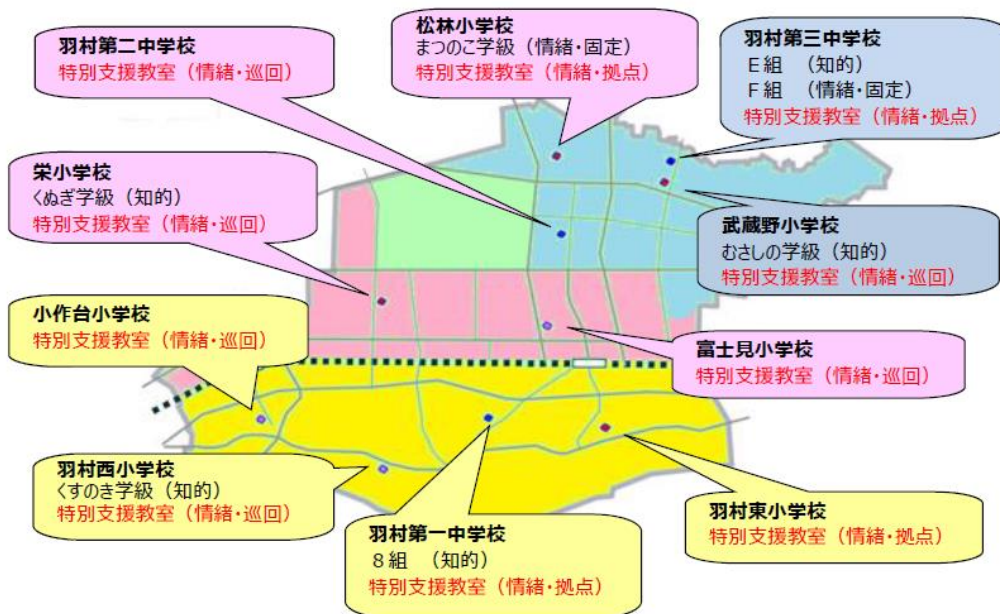 羽村第二中学校
特別支援教室（情緒・巡回）
松林小学校
まつのこ学級（情緒・固定）
特別支援教室（情緒・拠点）
羽村第三中学校
E組　（知的）
F組　（情緒・固定）
特別支援教室（情緒・拠点）
栄小学校
くぬぎ学級（知的）
特別支援教室（情緒・巡回）
武蔵野小学校
むさしの学級（知的）
特別支援教室（情緒・巡回）
小作台小学校
特別支援教室（情緒・巡回）
富士見小学校
特別支援教室（情緒・巡回）
羽村西小学校
くすのき学級（知的）
特別支援教室（情緒・巡回）
羽村第一中学校
８組　（知的）
特別支援教室（情緒・拠点）
羽村東小学校
特別支援教室（情緒・拠点）